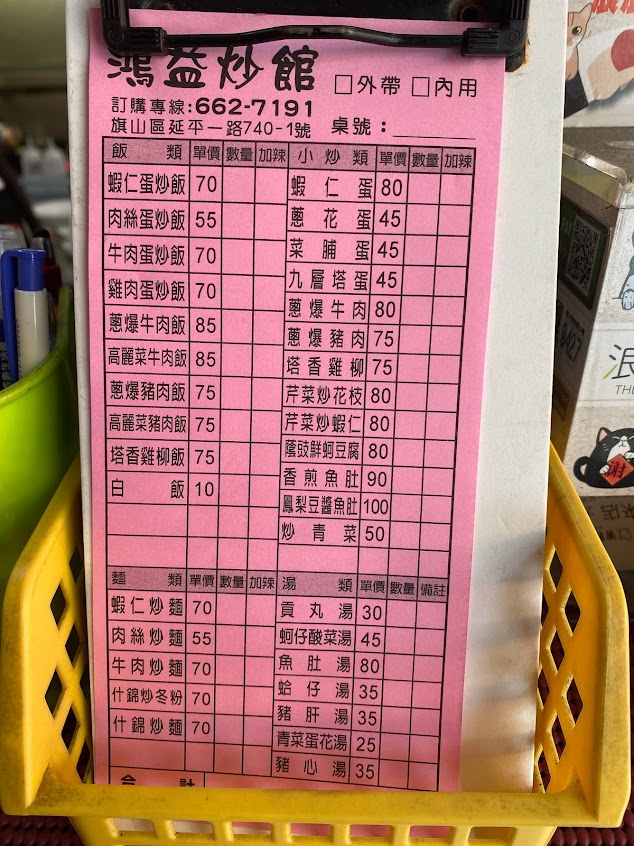 鴻益炒館
□外帶 □內用
訂購專線:662-7191
旗山區延平一路740-1號 桌號：
飯類 單價 數量 加辣
蝦仁蛋炒飯 70
肉絲蛋炒飯 55
牛肉蛋炒飯 70
雞肉蛋炒飯 70
蔥爆牛肉飯 85
高麗菜牛肉飯 85
蔥爆豬肉飯 75
高麗菜豬肉飯 75
塔香雞柳飯 75
白飯 10
小炒類 單價 數量 加辣
蝦仁蛋 80
蔥花蛋 45
菜脯蛋 45
九層塔蛋 45
蔥爆牛肉 80
蔥爆豬肉 75
塔香雞柳 75
芹菜炒花枝 80
芹菜炒蝦仁 80
蔭豉鮮蚵豆腐 80
香煎魚肚 90
鳳梨豆醬魚肚 100
炒青菜 50
麵類 單價 數量 加辣
蝦仁炒麵 70
肉絲炒麵 55
牛肉炒麵 70
什錦炒冬粉 70
什錦炒麵 70
合計
湯類 單價 數量 備註
貢丸湯 30
蚵仔酸菜湯 45
魚肚湯 80
蛤仔湯 35
豬肝湯 35
青菜蛋花湯 25
豬心湯 35